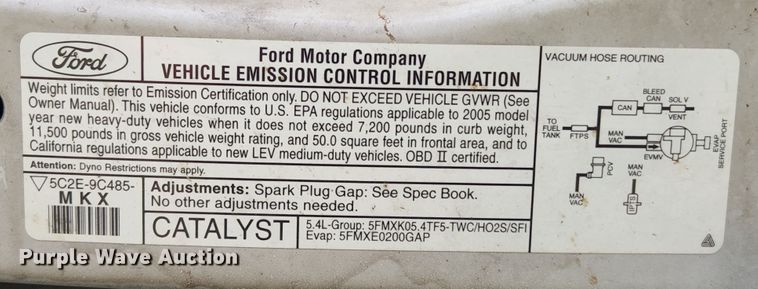 Ford
Ford Motor Company
VEHICLE EMISSION CONTROL INFORMATION
Weight limits refer to Emission Certification only. DO NOT EXCEED VEHICLE GVWR (See
Owner Manual). This vehicle conforms to U.S. EPA regulations applicable to 2005 model
year new heavy-duty vehicles when it does not exceed 7,200 pounds in curb weight,
11,500 pounds in gross vehicle weight rating, and 50.0 square feet in frontal area, and to
California regulations applicable to new LEV medium-duty vehicles. OBD II certified.
Attention: Dyno Restrictions may apply.
5C2E-9C485-
MKX
Adjustments: Spark Plug Gap: See Spec Book.
No other adjustments needed.
CATALYST
5.4L-Group: 5FMXK05.4TF5-TWC/HO2S/SFI
Evap: 5FMXE0200GAP
VACUUM HOSE ROUTING
BLEED
CAN
SOL V
CAN
VENT
TO
FUEL
TANK
FTPS
MAN
VAC
EVMV
EVAP
SERVICE PORT
PCV
MAN
VAC
MAN
VAC
IPTS
Purple Wave Auction